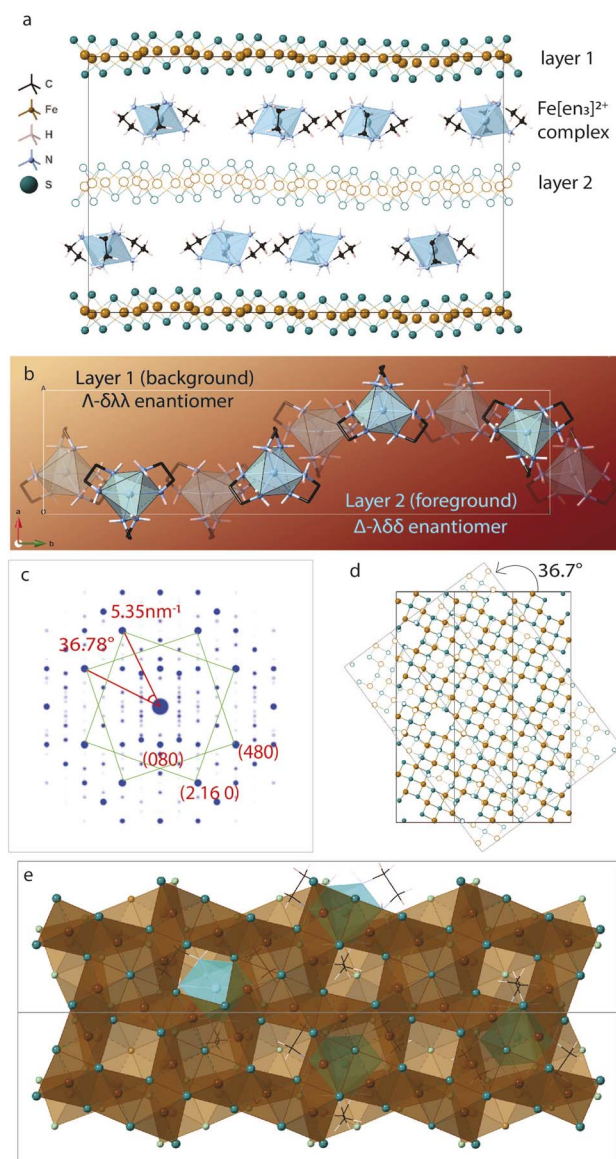 a
layer 1
C
Fe
H
N
S
Fe[en₃]²⁺
complex
layer 2
b
Layer 1 (background)
Λ-δλλ enantiomer
A
o
Layer 2 (foreground)
Δ-λδδ enantiomer
a
b
c
5.35nm⁻¹
36.78°
(080)
(480)
(2 16 0)
d
36.7°
e